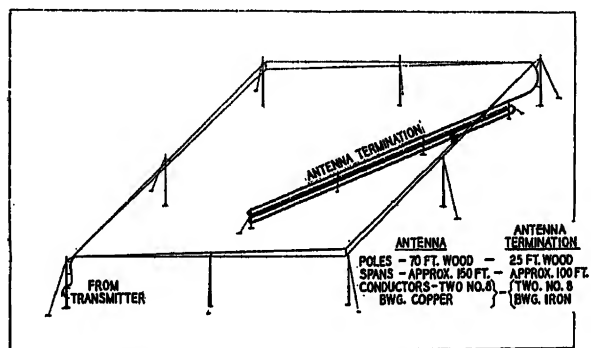 ANTENNA TERMINATION
FROM
TRANSMITTER
ANTENNA
ANTENNA TERMINATION
POLES - 70 FT. WOOD - 25 FT. WOOD
SPANS - APPROX. 150 FT. - APPROX. 100 FT.
CONDUCTORS - TWO NO. 8 } - { TWO. NO. 8
BWG. COPPER BWG. IRON